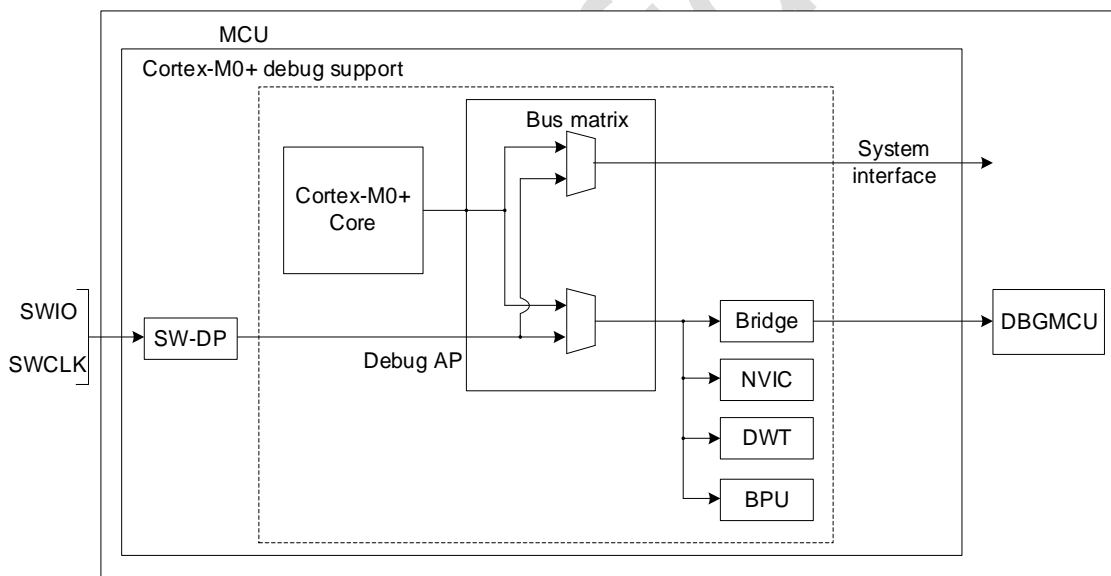 MCU
Cortex-M0+ debug support
Bus matrix
Cortex-M0+
Core
System
interface
SWIO
SWCLK
SW-DP
Debug AP
Bridge
NVIC
DWT
BPU
DBGMCU